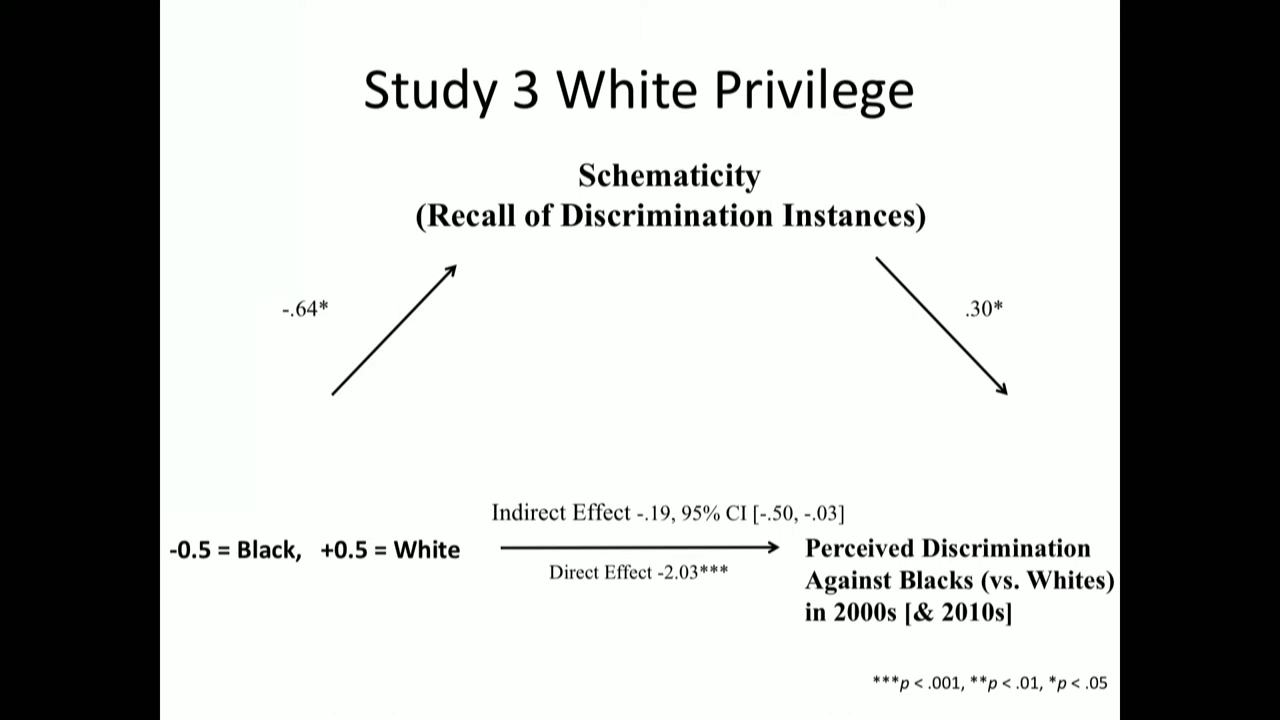 Study 3 White Privilege
Schematicity
(Recall of Discrimination Instances)
-.64*
.30*
Indirect Effect -.19, 95% CI [-.50, -.03]
-0.5 = Black, +0.5 = White
Direct Effect -2.03***
Perceived Discrimination
Against Blacks (vs. Whites)
in 2000s [& 2010s]
***p < .001, **p < .01, *p < .05